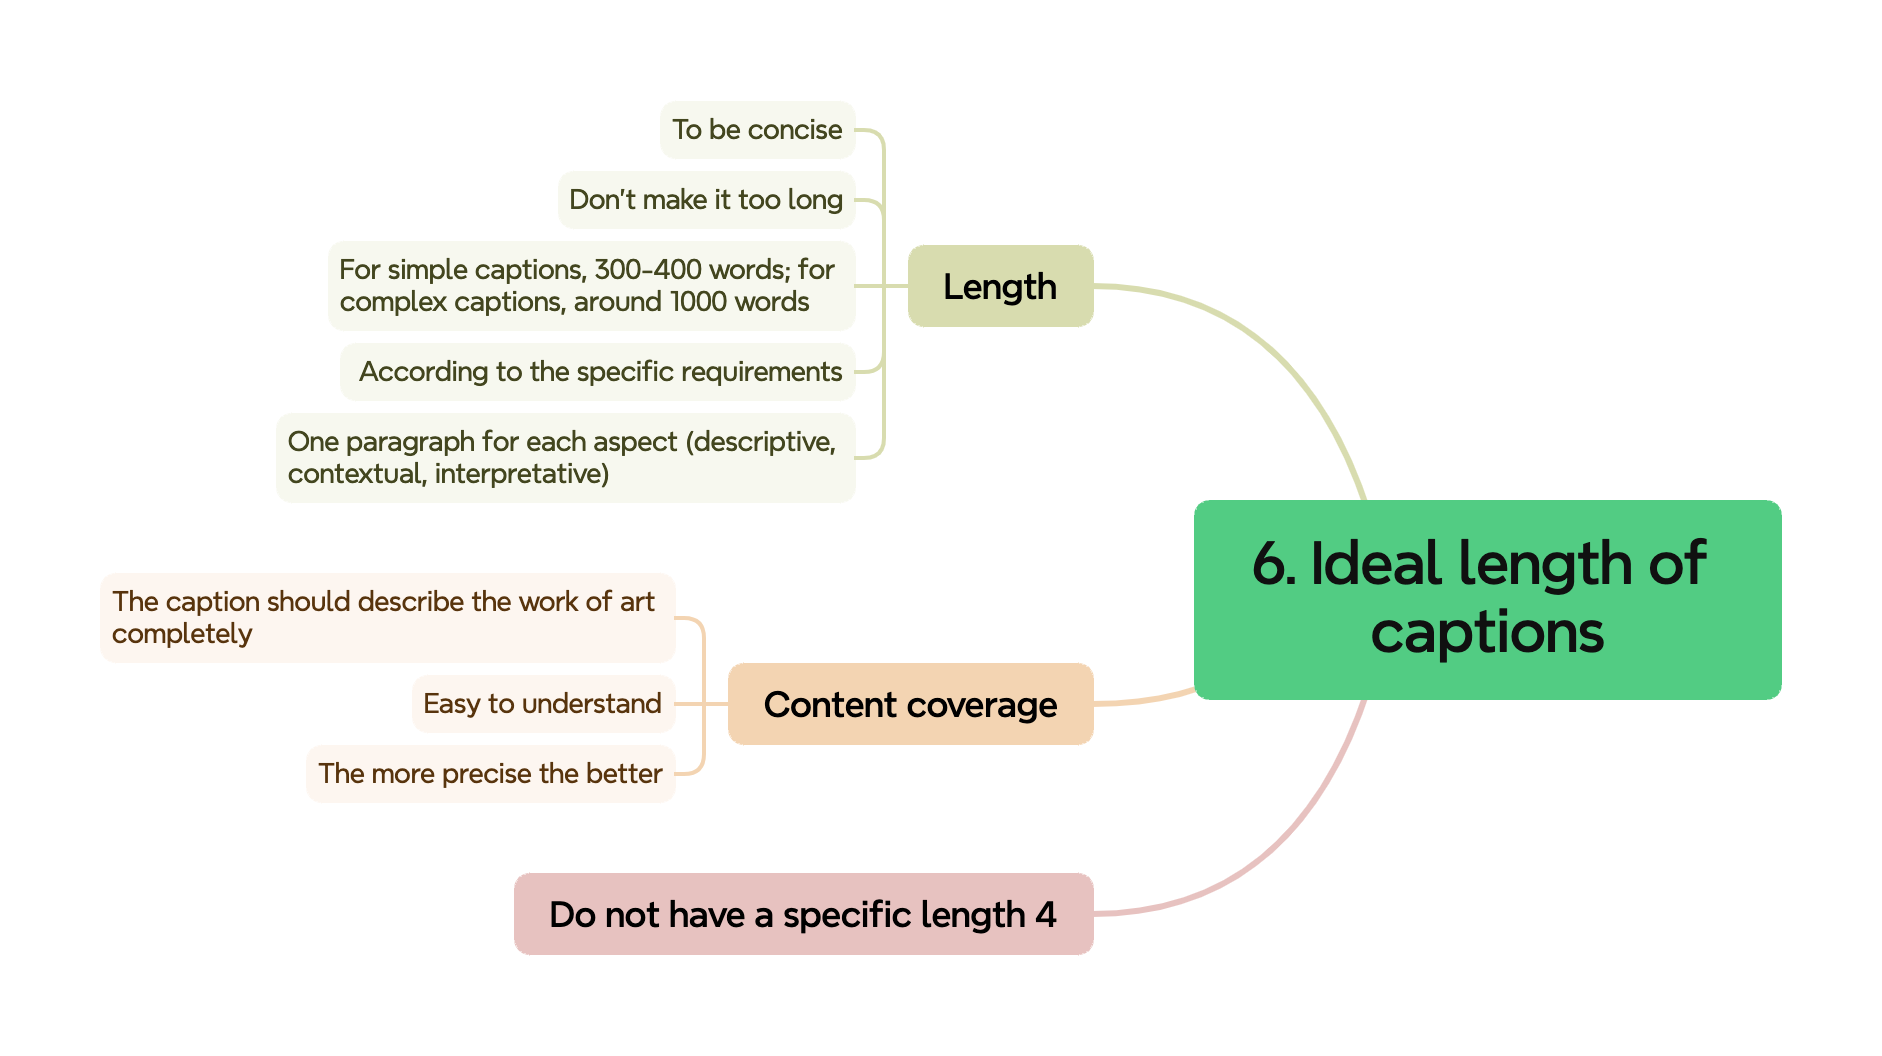 6. Ideal length of
captions
Length
To be concise
Don't make it too long
For simple captions, 300-400 words; for
complex captions, around 1000 words
According to the specific requirements
One paragraph for each aspect (descriptive,
contextual, interpretative)
Content coverage
The caption should describe the work of art
completely
Easy to understand
The more precise the better
Do not have a specific length 4